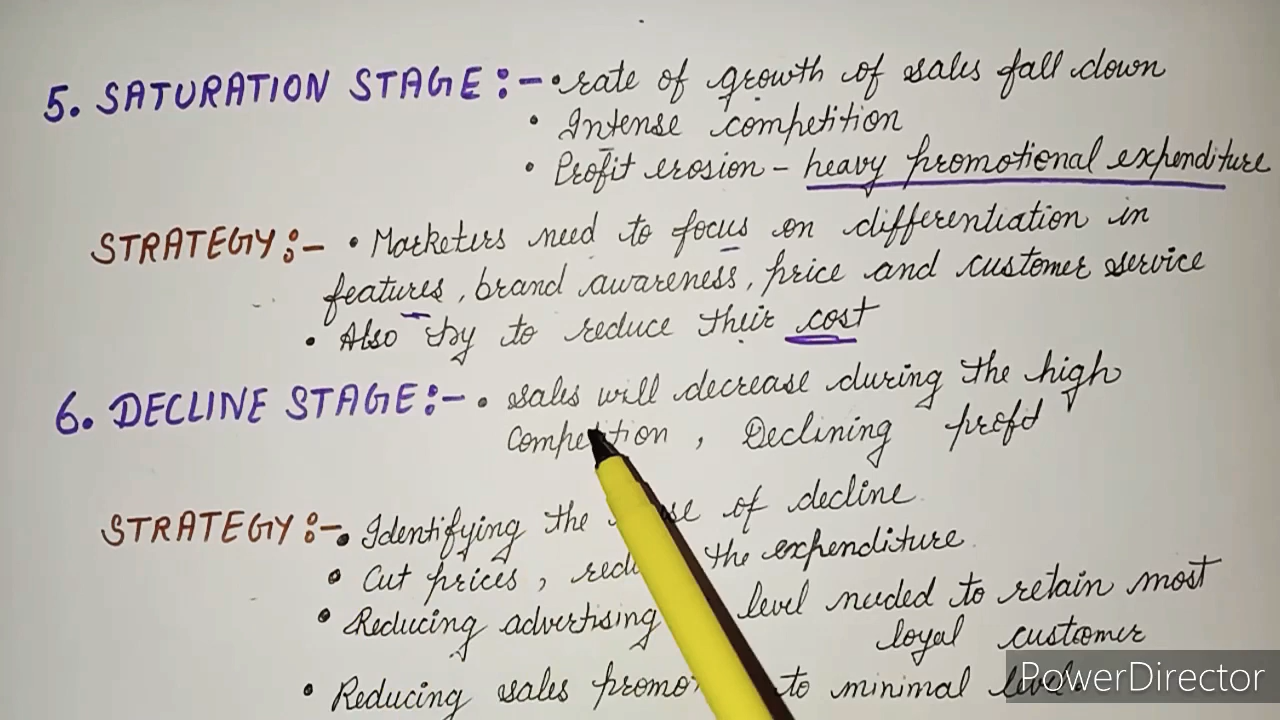 5. SATURATION STAGE :- • rate of growth of sales fall down
• Intense competition
• Profit erosion - heavy promotional expenditure
STRATEGY :- • Marketers need to focus on differentiation in
features, brand awareness, price and customer service
• Also try to reduce their cost
6. DECLINE STAGE :- • sales will decrease during the high
competition, Declining profit
STRATEGY :- • Identifying the of decline
• Cut prices, the expenditure
• Reducing advertising level needed to retain most
loyal customer
• Reducing sales to minimal level.
PowerDirector